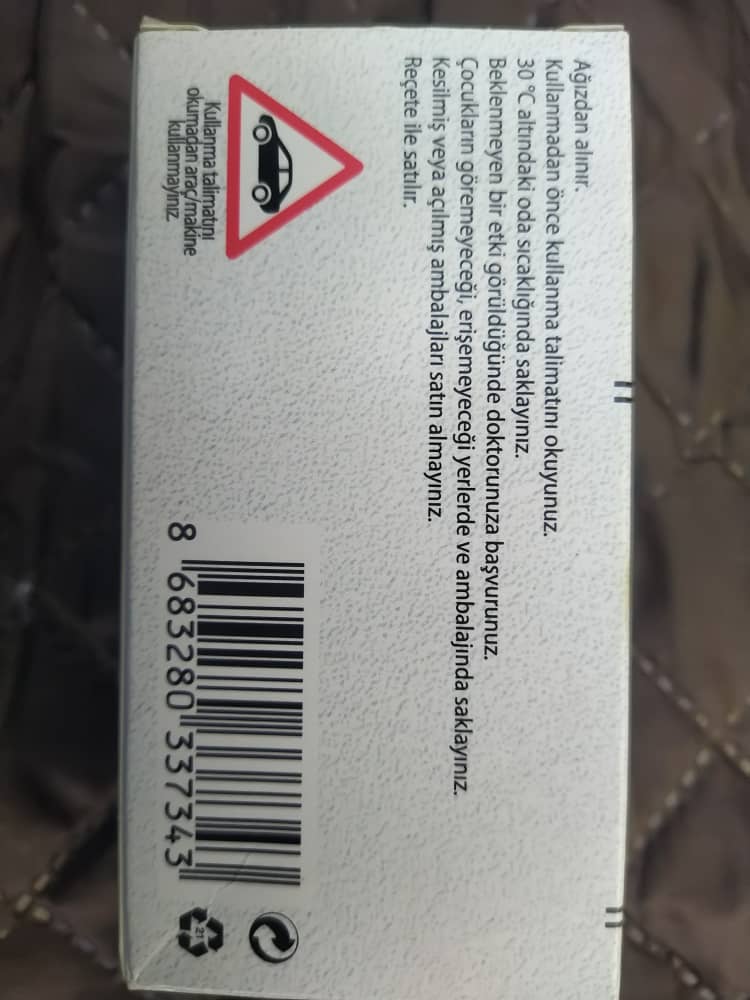 Ağızdan alınır.
Kullanmadan önce kullanma talimatını okuyunuz.
30 °C altındaki oda sıcaklığında saklayınız.
Beklenmeyen bir etki görüldüğünde doktorunuza başvurunuz.
Çocukların göremeyeceği, erişemeyeceği yerlerde ve ambalajında saklayınız.
Kesilmiş veya açılmış ambalajları satın almayınız.
Reçete ile satılır.
Kullanma talimatını
okumadan araç/makine
kullanmayınız
8 683280 337343
21